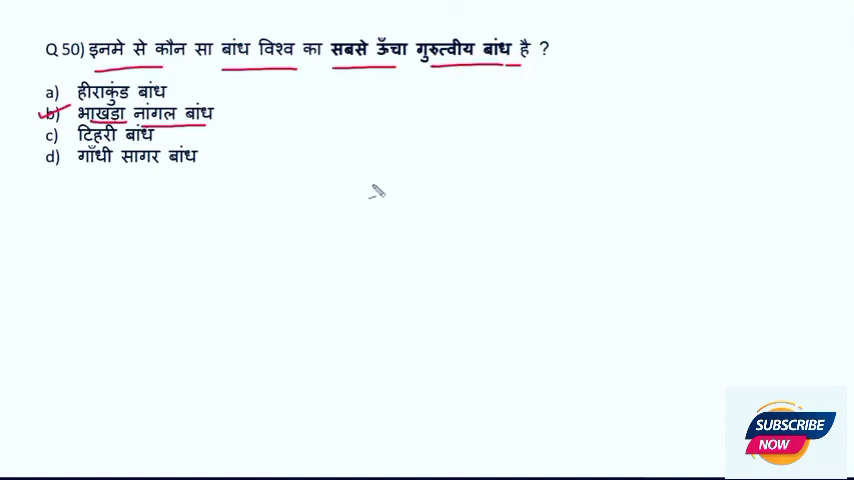 Q 50) इनमे से कौन सा बांध विश्व का सबसे ऊँचा गुरुत्वीय बांध है ?
a) हीराकुंड बांध
b) भाखड़ा नांगल बांध
c) टिहरी बांध
d) गाँधी सागर बांध
SUBSCRIBE
NOW